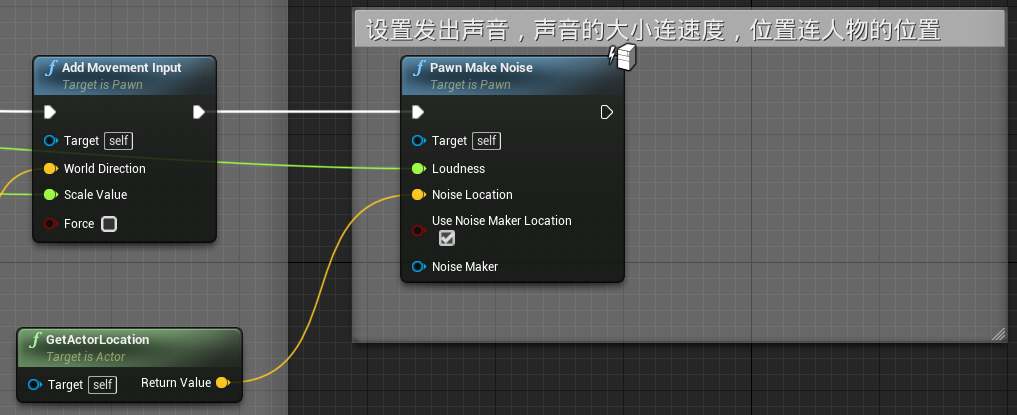 设置发出声音，声音的大小连速度，位置连人物的位置
f Add Movement Input
Target is Pawn
Target self
World Direction
Scale Value
Force
f Pawn Make Noise
Target is Pawn
Target self
Loudness
Noise Location
Use Noise Maker Location
Noise Maker
f GetActorLocation
Target is Actor
Target self Return Value